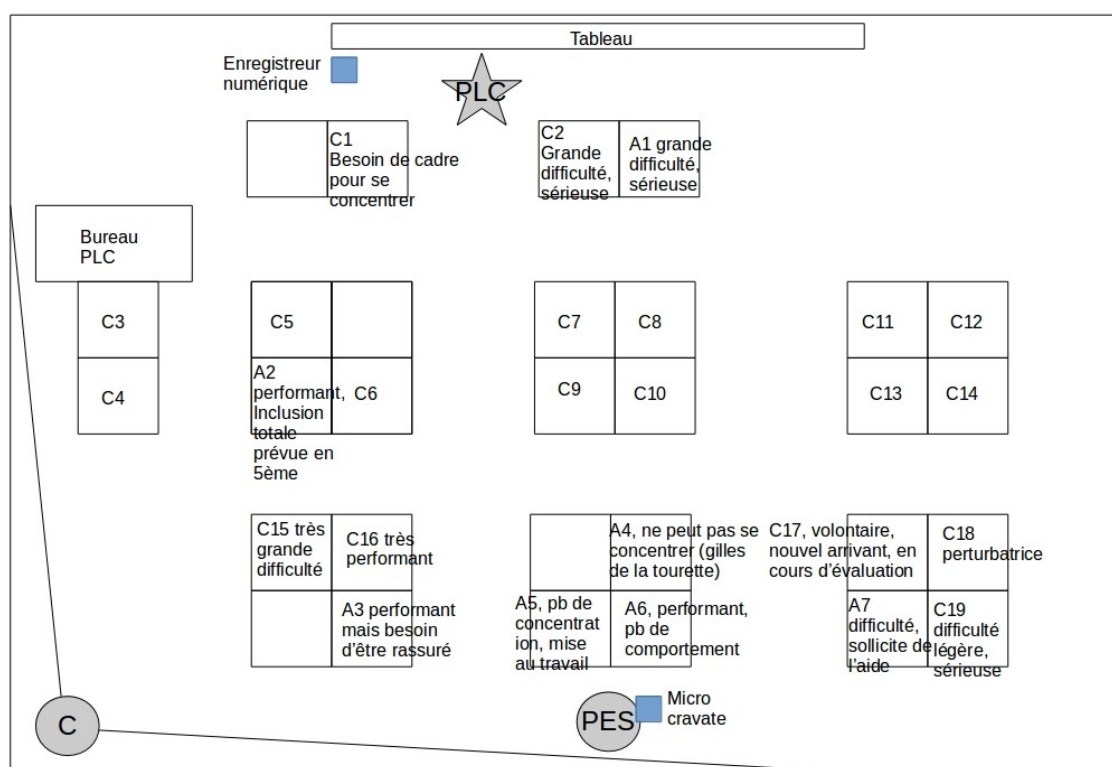 Tableau
Enregistreur
numérique
PLC
C1
Besoin de cadre
pour se
concentrer
C2
Grande
difficulté,
sérieuse
A1 grande
difficulté,
sérieuse
Bureau
PLC
C3
C4
C5
A2
performant,
Inclusion
totale
prévue en
5ème
C6
C7
C8
C9
C10
C11
C12
C13
C14
C15 très
grande
difficulté
C16 très
performant
A3 performant
mais besoin
d'être rassuré
A4, ne peut pas se
concentrer (gilles
de la tourette)
A5, pb de
concentrat
ion, mise
au travail
A6, performant,
pb de
comportement
C17, volontaire,
nouvel arrivant, en
cours d'évaluation
C18
perturbatrice
A7
difficulté,
sollicite de
l'aide
C19
difficulté
légère,
sérieuse
C
PES
Micro
cravate